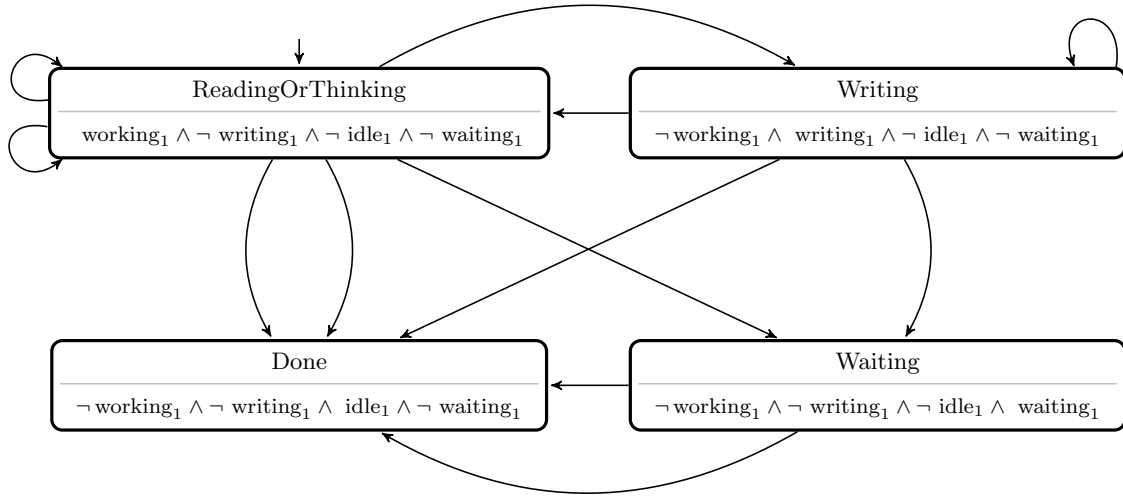 ReadingOrThinking
working₁ ∧ ¬ writing₁ ∧ ¬ idle₁ ∧ ¬ waiting₁
Writing
¬ working₁ ∧ writing₁ ∧ ¬ idle₁ ∧ ¬ waiting₁
Done
¬ working₁ ∧ ¬ writing₁ ∧ idle₁ ∧ ¬ waiting₁
Waiting
¬ working₁ ∧ ¬ writing₁ ∧ ¬ idle₁ ∧ waiting₁